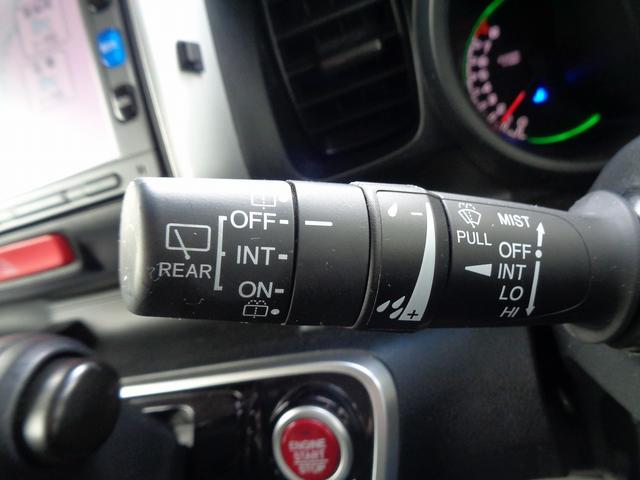 REAR
OFF
INT
ON
-
+
PULL
MIST
OFF
INT
LO
HI
ENGINE
START
STOP